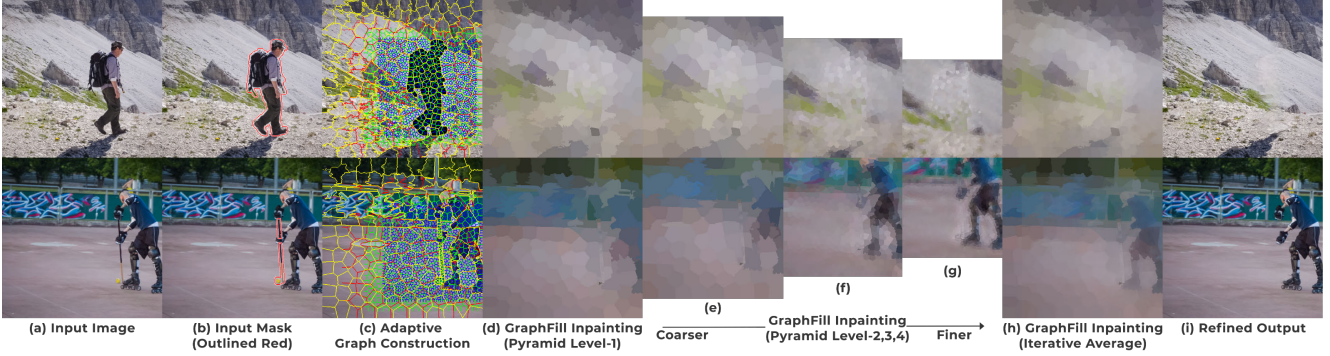 (e)
(f)
(g)
(a) Input Image
(b) Input Mask
(Outlined Red)
(c) Adaptive
Graph Construction
(d) GraphFill Inpainting
(Pyramid Level-1)
Coarser
GraphFill Inpainting
(Pyramid Level-2,3,4)
Finer
(h) GraphFill Inpainting
(Iterative Average)
(i) Refined Output